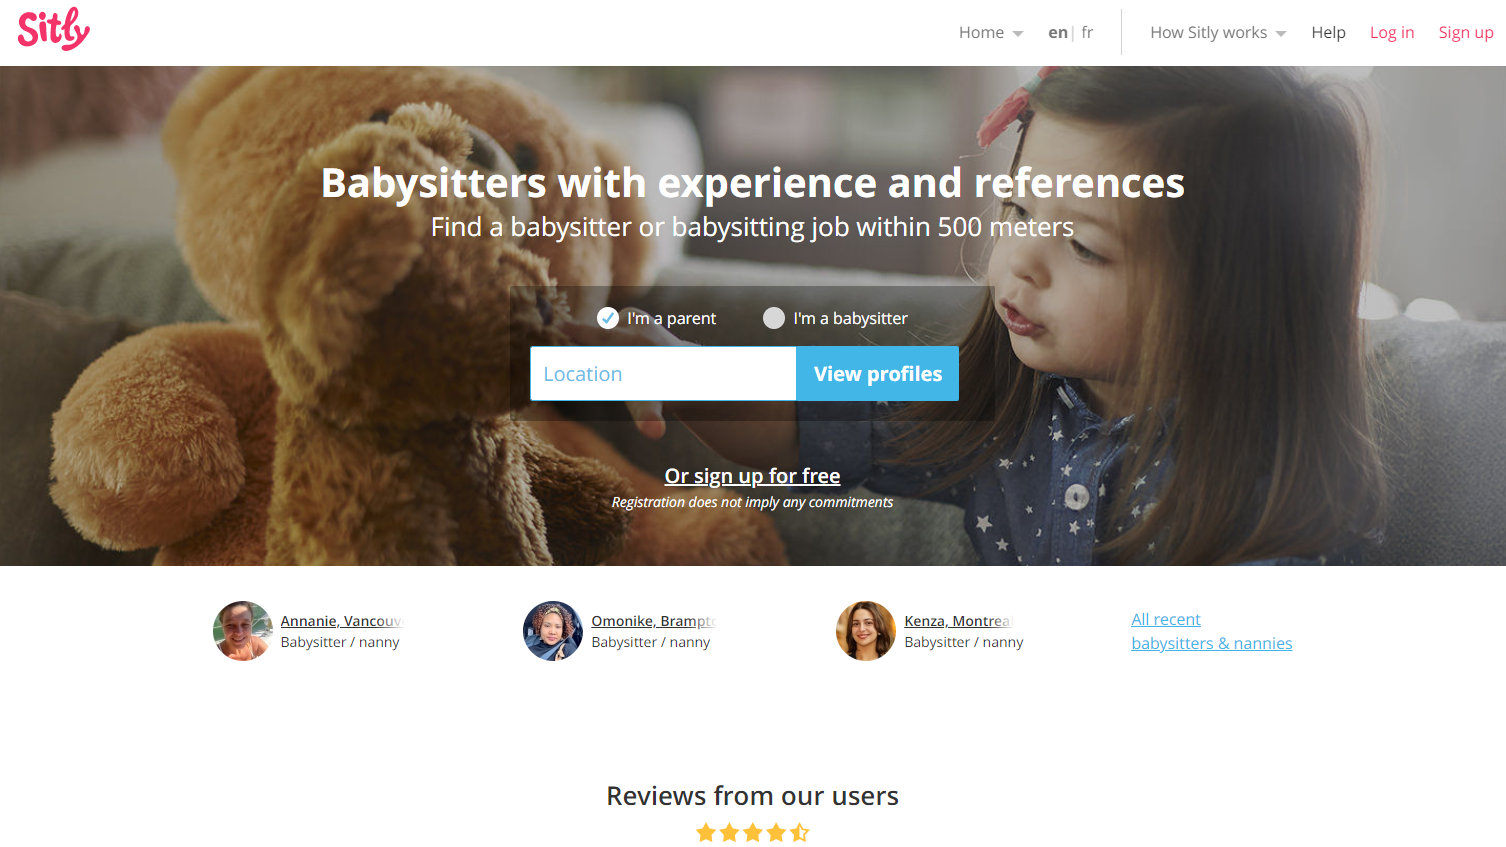 Sitly
Home
en| fr
How Sitly works
Help
Log in
Sign up
Babysitters with experience and references
Find a babysitter or babysitting job within 500 meters
I'm a parent
I'm a babysitter
Location
View profiles
Or sign up for free
Registration does not imply any commitments
Annanie, Vancouv
Babysitter / nanny
Omonike, Brampto
Babysitter / nanny
Kenza, Montreal
Babysitter / nanny
All recent
babysitters & nannies
Reviews from our users